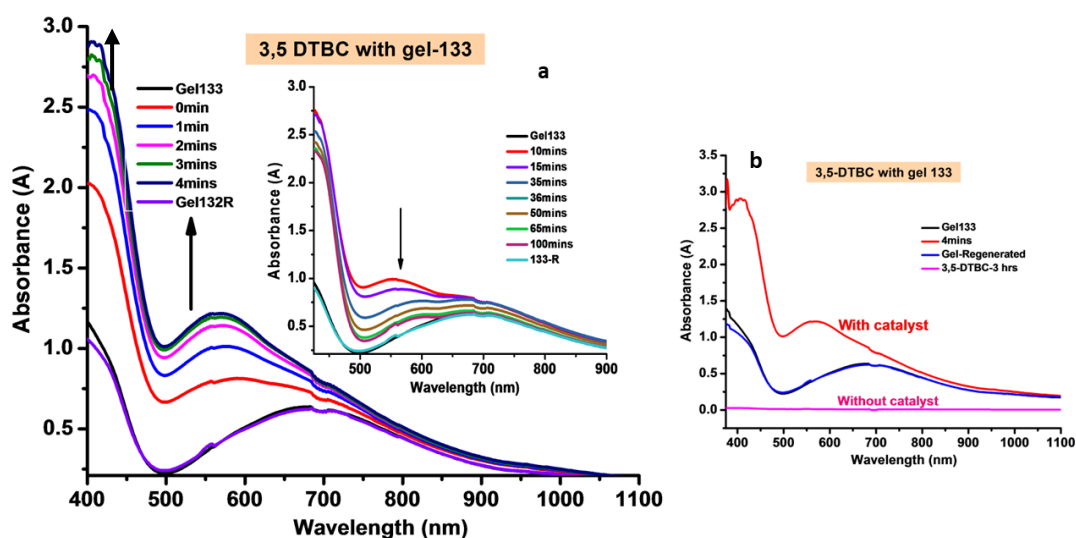 3,5 DTBC with gel-133
a
3.0
2.5
2.0
1.5
1.0
0.5
Absorbance (A)
Gel133
0min
1min
2mins
3mins
4mins
Gel132R
400 500 600 700 800 900 1000 1100
Wavelength (nm)
3.0
2.5
2.0
1.5
1.0
0.5
Absorbance (A)
Gel133
10mins
15mins
35mins
36mins
50mins
65mins
100mins
133-R
500 600 700 800 900
Wavelength (nm)
b
3,5-DTBC with gel 133
3.5
3.0
2.5
2.0
1.5
1.0
0.5
0.0
Absorbance (A)
Gel133
4mins
Gel-Regenerated
3,5-DTBC-3 hrs
With catalyst
Without catalyst
400 500 600 700 800 900 1000 1100
Wavelength (nm)